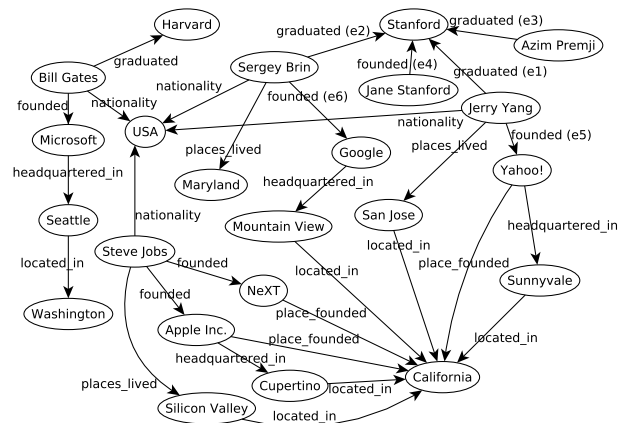 Harvard
Stanford
graduated (e2)
graduated (e3)
Azim Premji
graduated
Bill Gates
Sergey Brin
founded (e4)
graduated (e1)
Jane Stanford
nationality
founded
nationality
founded (e6)
Jerry Yang
USA
nationality
Microsoft
founded (e5)
places_lived
places_lived
Google
Yahoo!
headquartered_in
headquartered_in
Maryland
Seattle
nationality
Mountain View
San Jose
headquartered_in
located_in
Steve Jobs
located_in
place_founded
founded
located_in
Sunnyvale
NeXT
founded
Washington
place_founded
Apple Inc.
place_founded
located_in
headquartered_in
California
places_lived
Cupertino
located_in
Silicon Valley
located_in